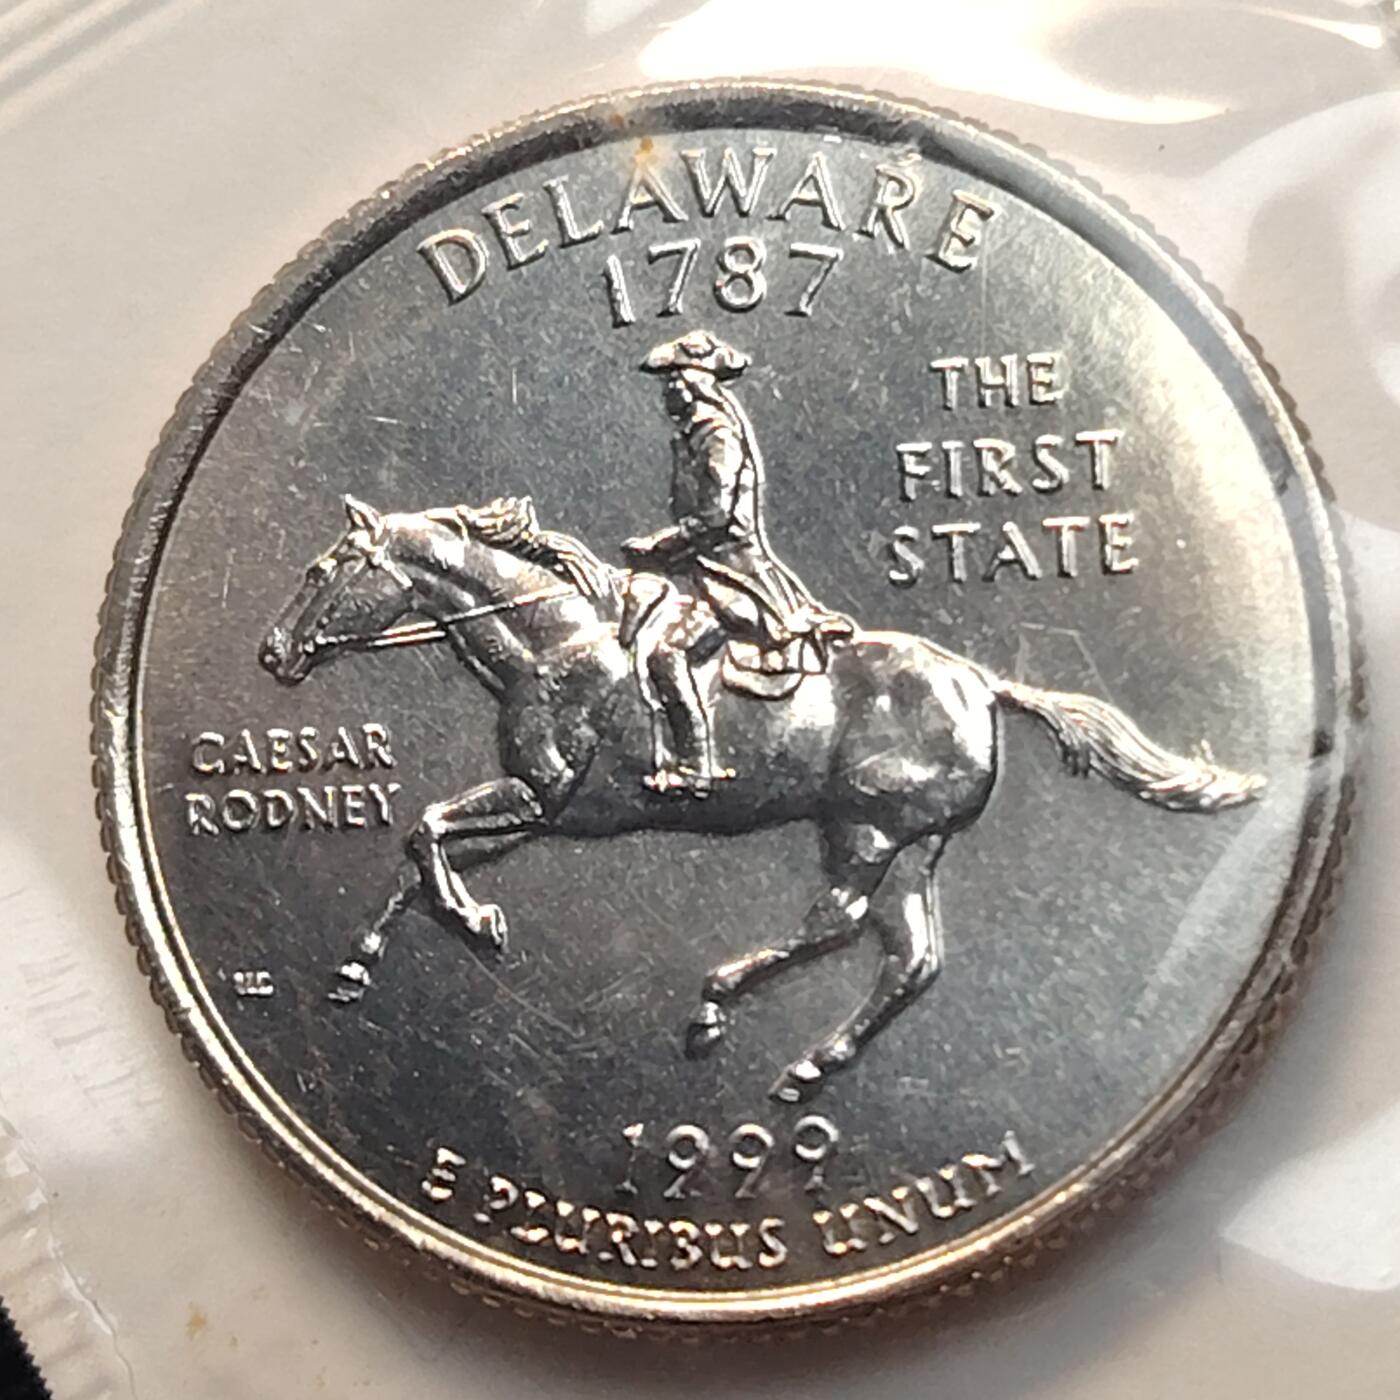 DELAWARE
1787
THE
FIRST
STATE
CAESAR
RODNEY
1999
E PLURIBUS UNUM